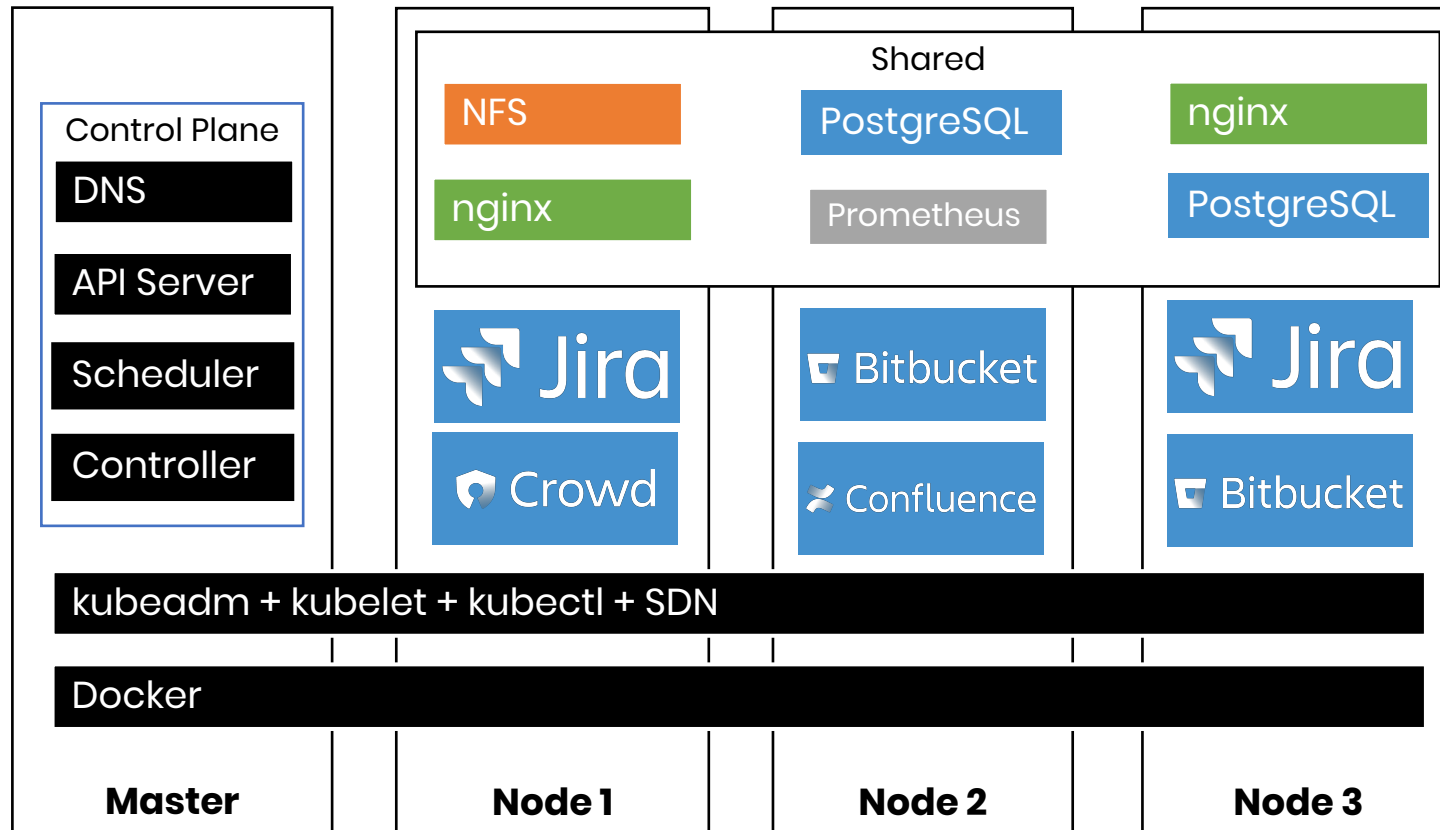 Shared
Control Plane
DNS
API Server
Scheduler
Controller
NFS
nginx
PostgreSQL
Prometheus
nginx
PostgreSQL
Jira
Crowd
Bitbucket
Confluence
Jira
Bitbucket
kubeadm + kubelet + kubectl + SDN
Docker
Master
Node 1
Node 2
Node 3